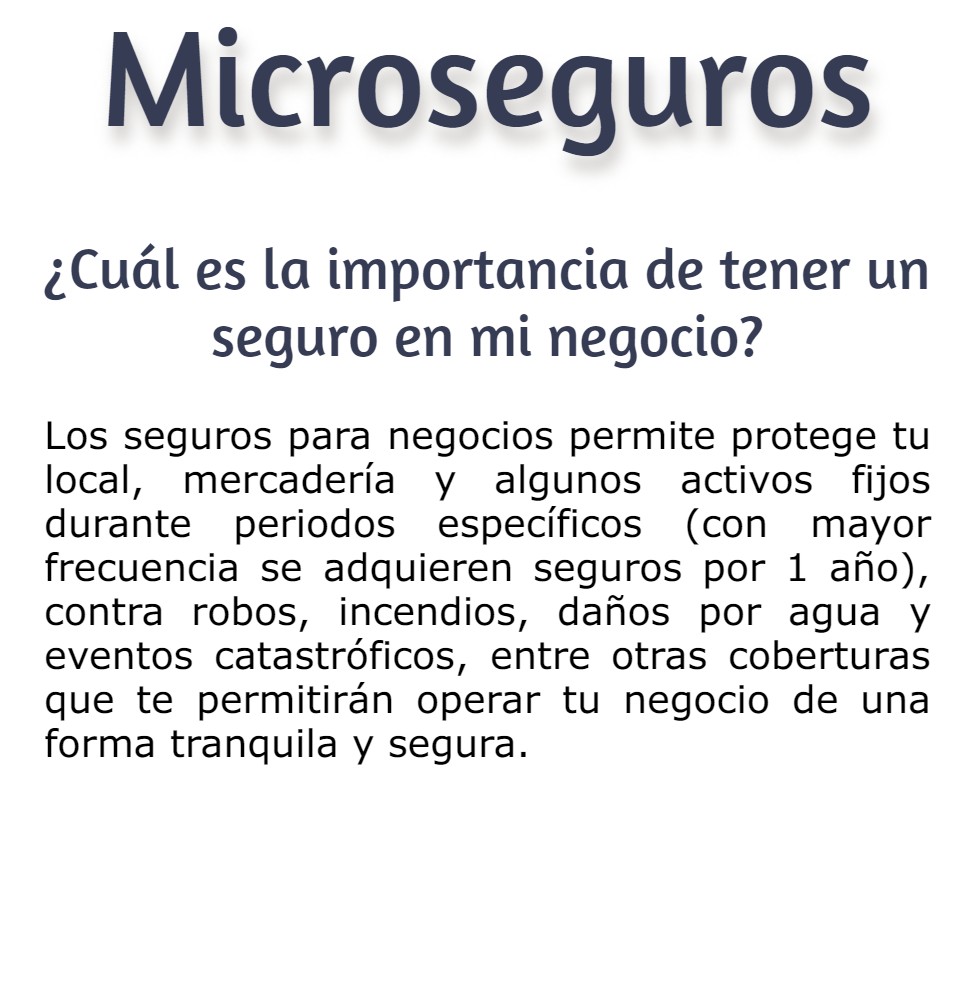 Microseguros
¿Cuál es la importancia de tener un
seguro en mi negocio?
Los seguros para negocios permite protege tu
local, mercadería y algunos activos fijos
durante periodos específicos (con mayor
frecuencia se adquieren seguros por 1 año),
contra robos, incendios, daños por agua y
eventos catastróficos, entre otras coberturas
que te permitirán operar tu negocio de una
forma tranquila y segura.